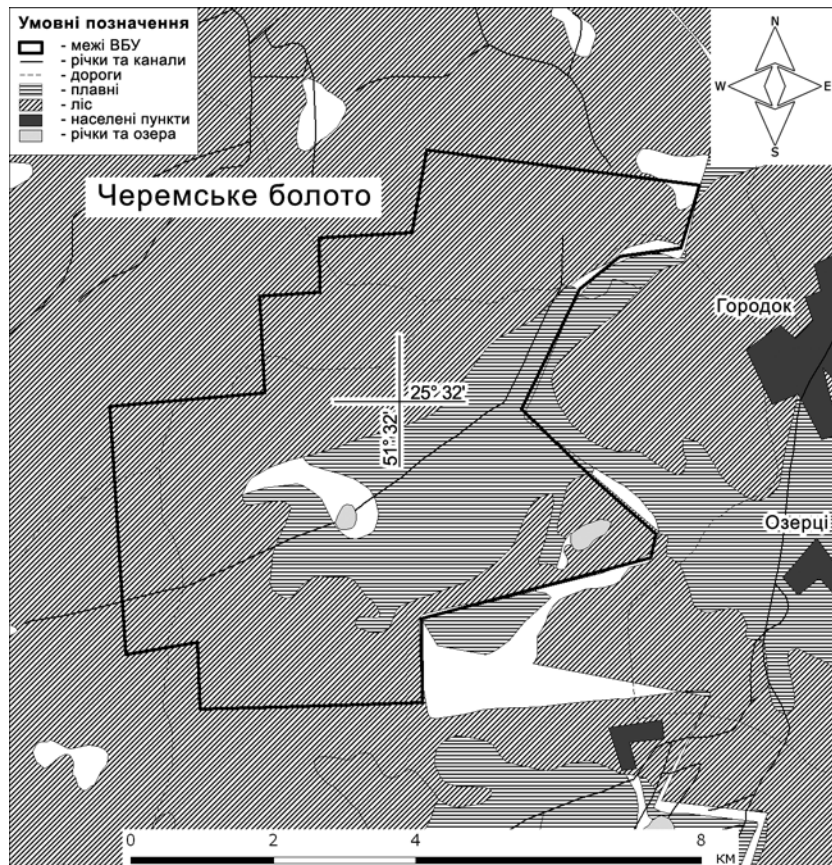 Умовні позначення
- межі ВБУ
- річки та канали
- дороги
- плавні
- ліс
- населені пункти
- річки та озера
N
W E
S
Черемське болото
Городок
25° 32'
51° 32'
Озерці
0 2 4 8
км